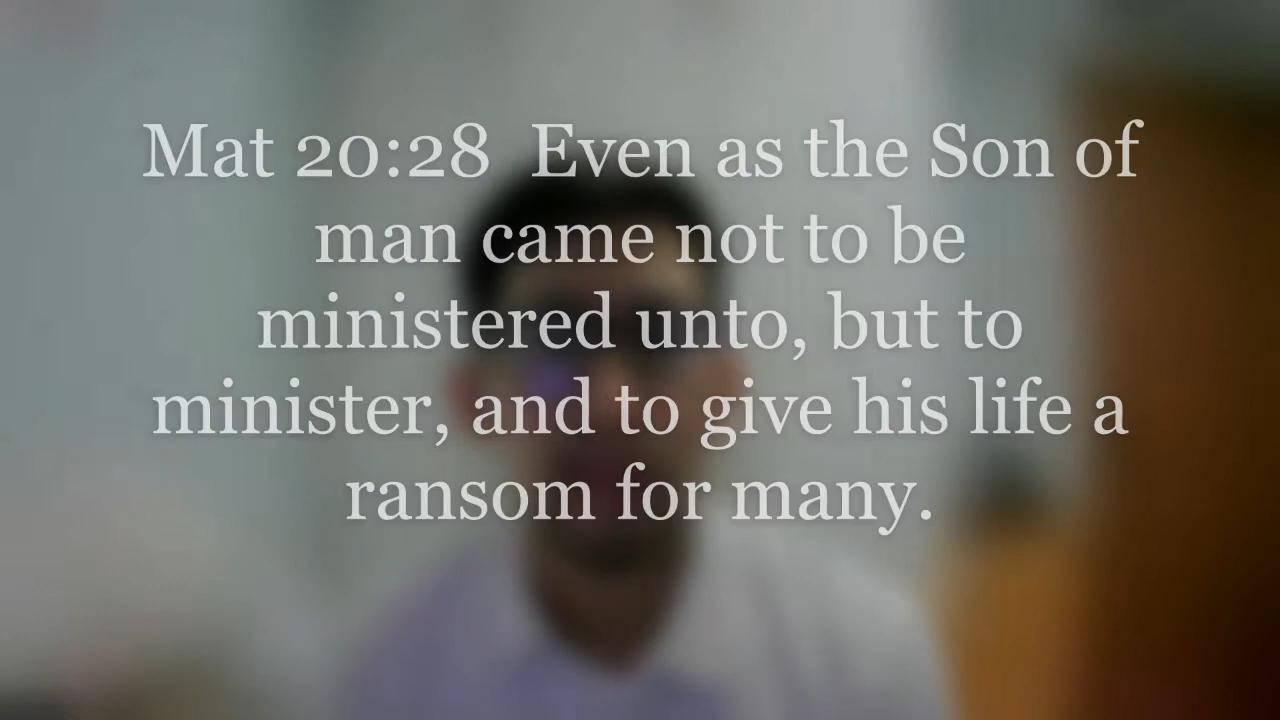 Mat 20:28  Even as the Son of
man came not to be
ministered unto, but to
minister, and to give his life a
ransom for many.